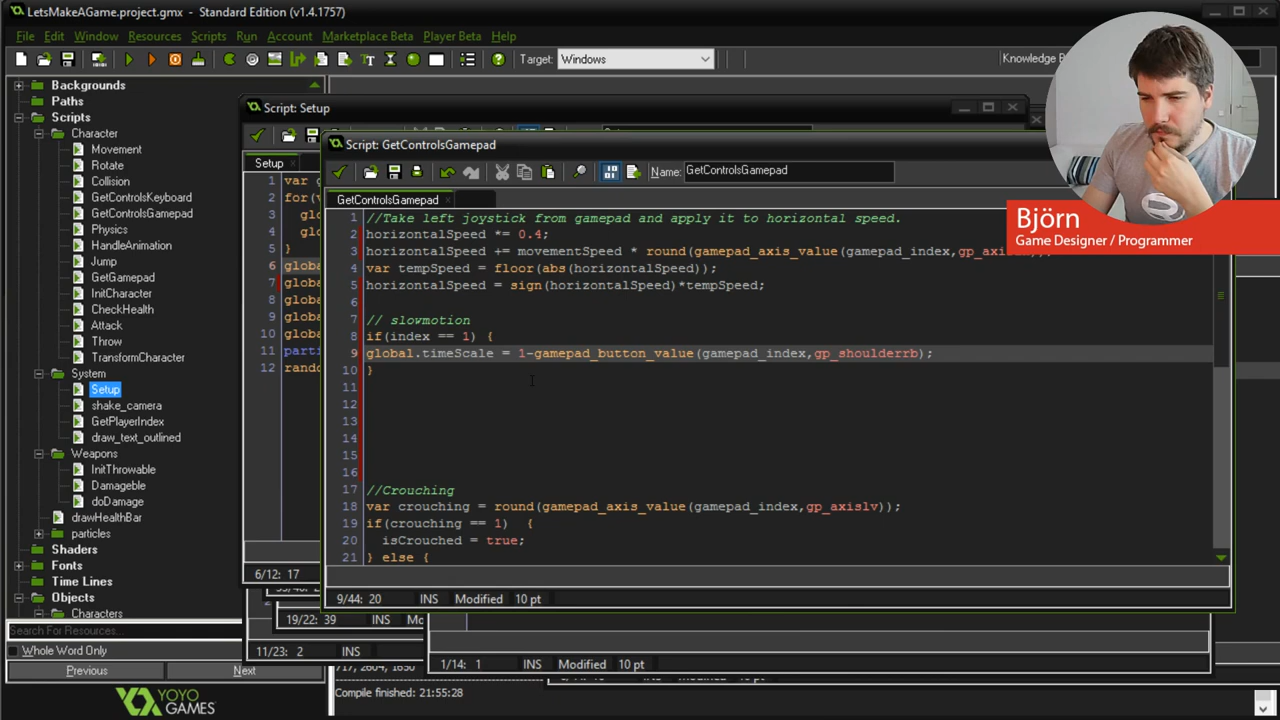 LetsMakeAGame.project.gmx - Standard Edition (v1.4.1757)
File Edit Window Resources Scripts Run Account Marketplace Beta Player Beta Help
Target: Windows
Knowledge B
Backgrounds
Paths
Scripts
Character
Movement
Rotate
Collision
GetControlsKeyboard
GetControlsGamepad
Physics
HandleAnimation
Jump
GetGamepad
InitCharacter
CheckHealth
Attack
Throw
TransformCharacter
System
Setup
shake_camera
GetPlayerIndex
draw_text_outlined
Weapons
InitThrowable
Damageable
doDamage
drawHealthBar
particles
Shaders
Fonts
Time Lines
Objects
Characters
Search For Resources...
Whole Word Only
Previous Next
YOYO
GAMES
Script: Setup
Setup
1 var g
2 for(v
3 glo
4 glo
5 }
6 globa
7 globa
8 globa
9 globa
10 globa
11 parti
12 rando
6/12: 17
Script: GetControlsGamepad
Name: GetControlsGamepad
GetControlsGamepad
1 //Take left joystick from gamepad and apply it to horizontal speed.
2 horizontalSpeed *= 0.4;
3 horizontalSpeed += movementSpeed * round(gamepad_axis_value(gamepad_index,gp_axis
4 var tempSpeed = floor(abs(horizontalSpeed));
5 horizontalSpeed = sign(horizontalSpeed)*tempSpeed;
6
7 // slowmotion
8 if(index == 1) {
9 global.timeScale = 1-gamepad_button_value(gamepad_index,gp_shoulderrb);
10 }
11
12
13
14
15
16
17 //Crouching
18 var crouching = round(gamepad_axis_value(gamepad_index,gp_axislv));
19 if(crouching == 1) {
20 isCrouched = true;
21 } else {
9/44: 20 INS Modified 10 pt
19/22: 39 INS Mo
11/23: 2 INS
1/14: 1 INS Modified 10 pt
Compile finished: 21:55:28
Björn
Game Designer / Programmer